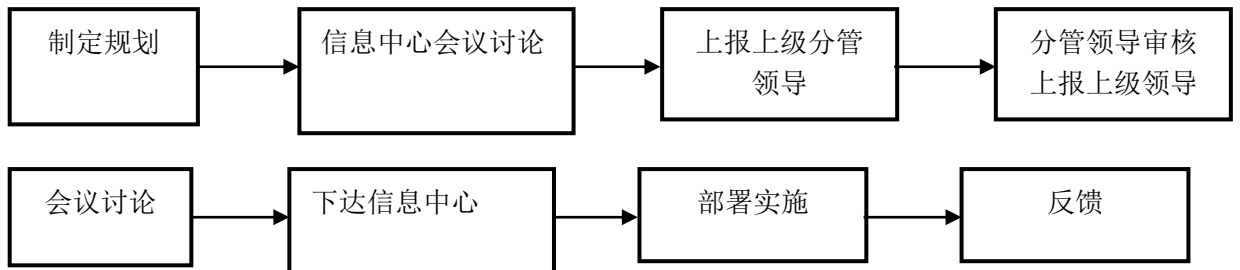 制定规划
信息中心会议讨论
上报上级分管
领导
分管领导审核
上报上级领导
会议讨论
下达信息中心
部署实施
反馈